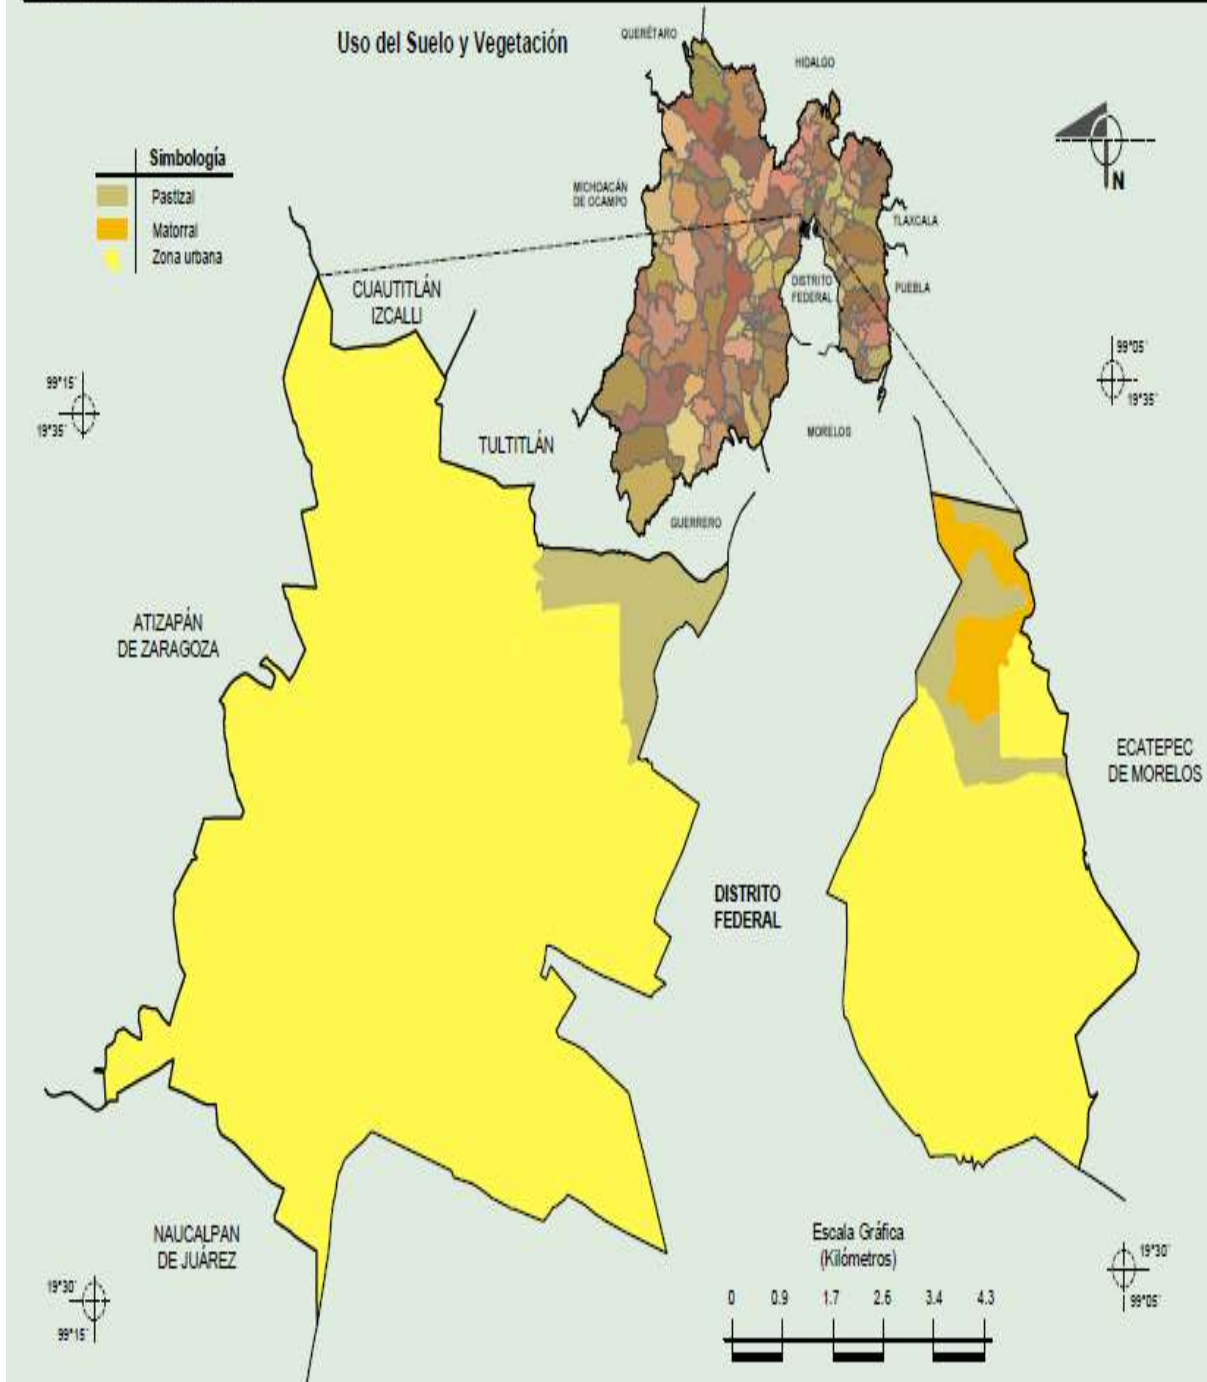 Uso del Suelo y Vegetación
QUERÉTARO
HIDALGO
Simbología
Pastizal
Matorral
Zona urbana
N
MICHOACÁN
DE OCAMPO
TLAXCALA
DISTRITO
FEDERAL
PUEBLA
CUAUTITLÁN
IZCALLI
99°15´
19°35´
99°05´
19°35´
MORELOS
TULTITLÁN
GUERRERO
ATIZAPÁN
DE ZARAGOZA
ECATEPEC
DE MORELOS
DISTRITO
FEDERAL
NAUCALPAN
DE JUÁREZ
Escala Gráfica
(Kilómetros)
0 0.9 1.7 2.6 3.4 4.3
19°30´
99°15´
19°30´
99°05´